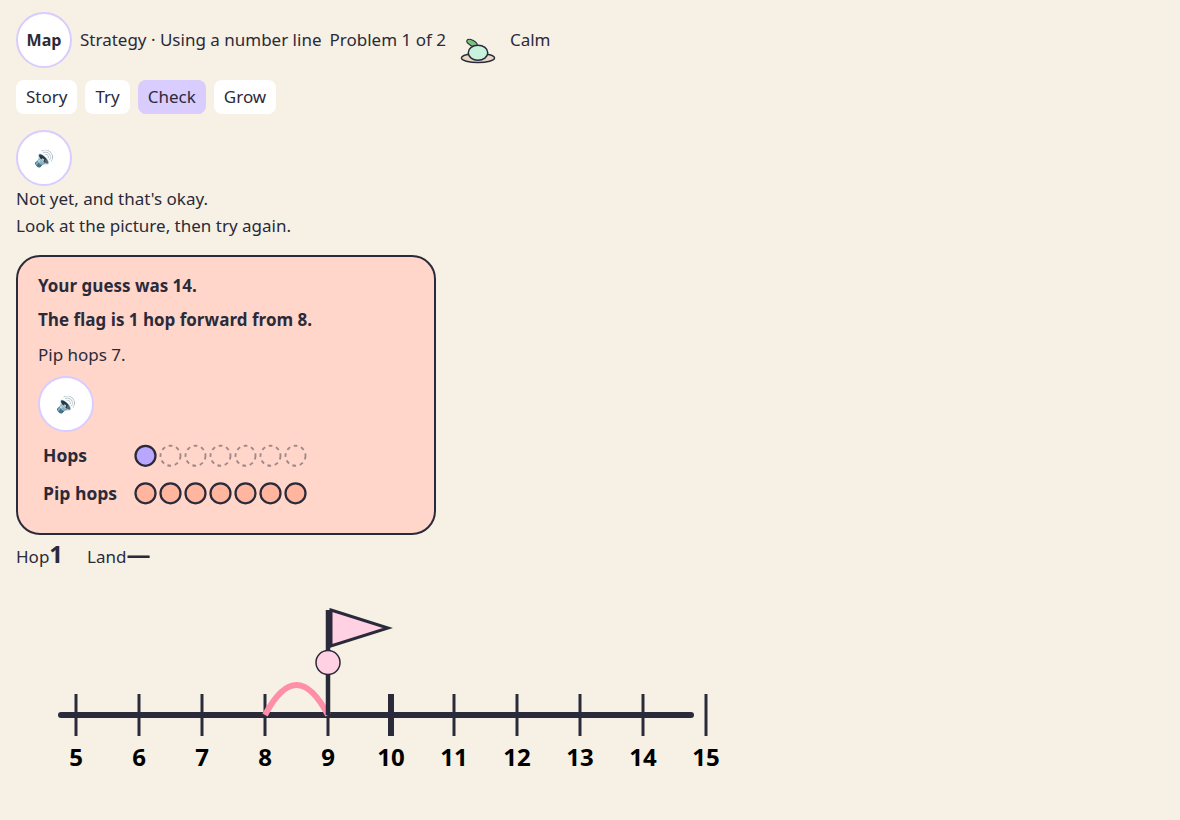 Map Strategy · Using a number line Problem 1 of 2 Calm
Story Try Check Grow
Not yet, and that's okay.
Look at the picture, then try again.
Your guess was 14.
The flag is 1 hop forward from 8.
Pip hops 7.
Hops
Pip hops
Hop 1 Land —
5 6 7 8 9 10 11 12 13 14 15